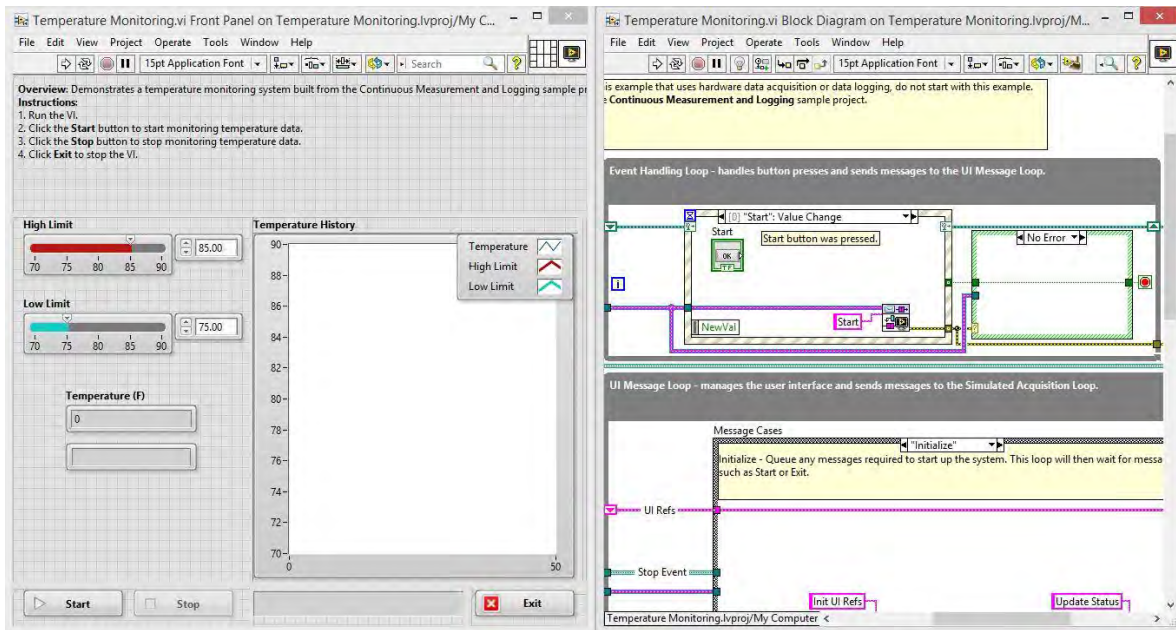 Temperature Monitoring.vi Front Panel on Temperature Monitoring.lvproj/My C...
File Edit View Project Operate Tools Window Help
15pt Application Font
Search
Overview: Demonstrates a temperature monitoring system built from the Continuous Measurement and Logging sample pr
Instructions:
1. Run the VI.
2. Click the Start button to start monitoring temperature data.
3. Click the Stop button to stop monitoring temperature data.
4. Click Exit to stop the VI.
High Limit
85.00
70 75 80 85 90
Low Limit
75.00
70 75 80 85 90
Temperature (F)
0
Temperature History
Temperature
High Limit
Low Limit
90
88
86
84
82
80
78
76
74
72
70
0 50
Start
Stop
Exit
Temperature Monitoring.vi Block Diagram on Temperature Monitoring.lvproj/M...
File Edit View Project Operate Tools Window Help
15pt Application Font
is example that uses hardware data acquisition or data logging, do not start with this example.
e Continuous Measurement and Logging sample project.
Event Handling Loop - handles button presses and sends messages to the UI Message Loop.
[0] "Start": Value Change
Start
OK
TF
Start button was pressed.
No Error
i
Start
NewVal
UI Message Loop - manages the user interface and sends messages to the Simulated Acquisition Loop.
Message Cases
"Initialize"
Initialize - Queue any messages required to start up the system. This loop will then wait for messa
such as Start or Exit.
UI Refs
Stop Event
Init UI Refs
Update Status
Temperature Monitoring.lvproj/My Computer